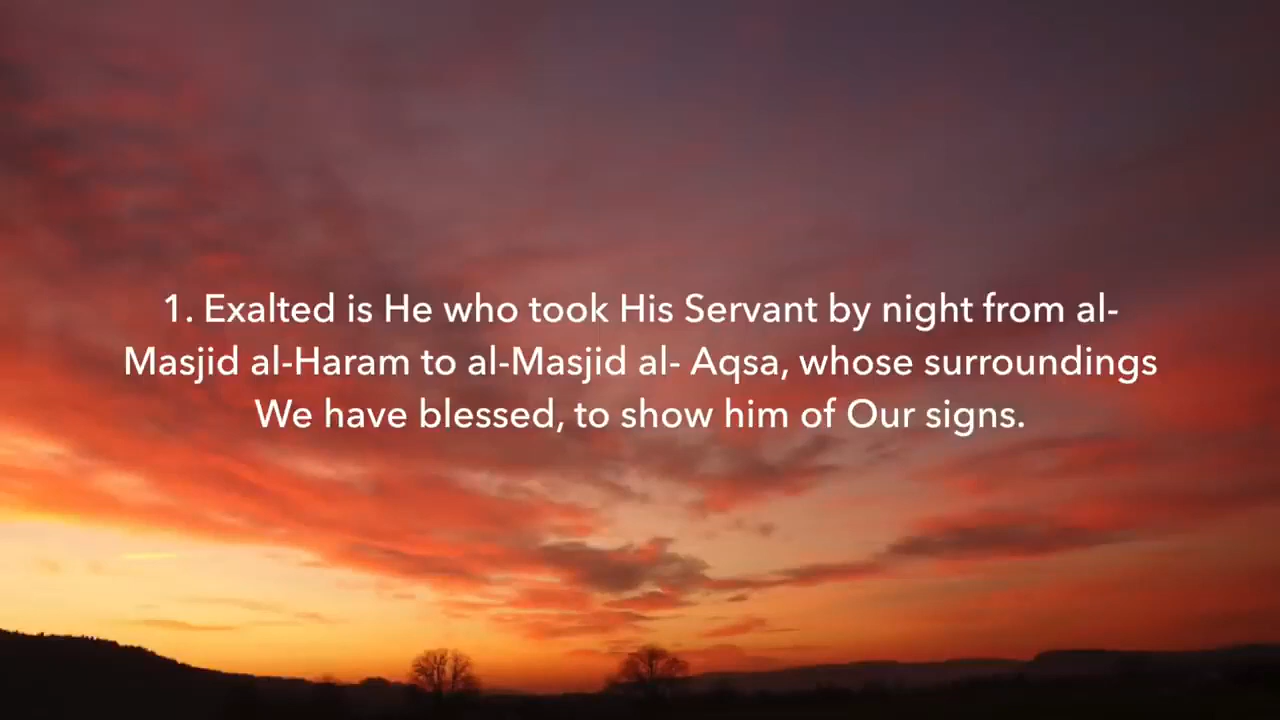 1. Exalted is He who took His Servant by night from al-
Masjid al-Haram to al-Masjid al- Aqsa, whose surroundings
We have blessed, to show him of Our signs.